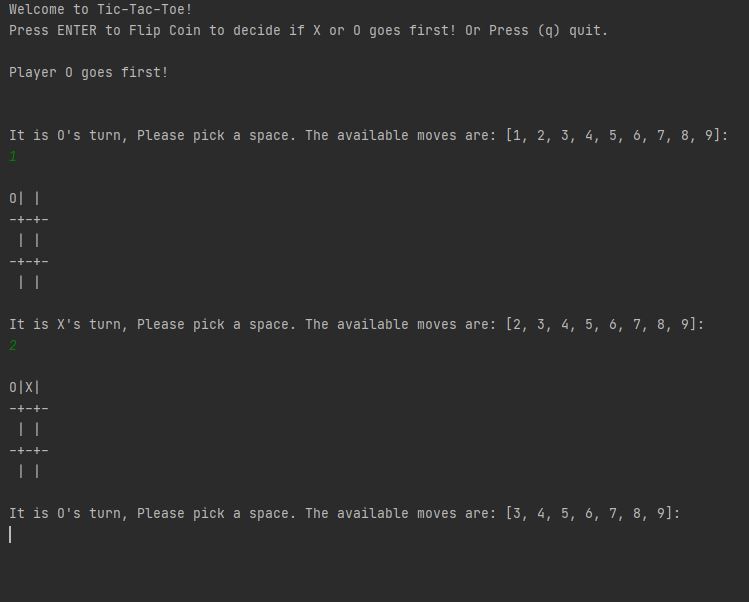 Welcome to Tic-Tac-Toe!
Press ENTER to Flip Coin to decide if X or O goes first! Or Press (q) quit.
Player O goes first!
It is O's turn, Please pick a space. The available moves are: [1, 2, 3, 4, 5, 6, 7, 8, 9]:
1
O| |
-+-+-
 | |
-+-+-
 | |
It is X's turn, Please pick a space. The available moves are: [2, 3, 4, 5, 6, 7, 8, 9]:
2
O|X|
-+-+-
 | |
-+-+-
 | |
It is O's turn, Please pick a space. The available moves are: [3, 4, 5, 6, 7, 8, 9]: